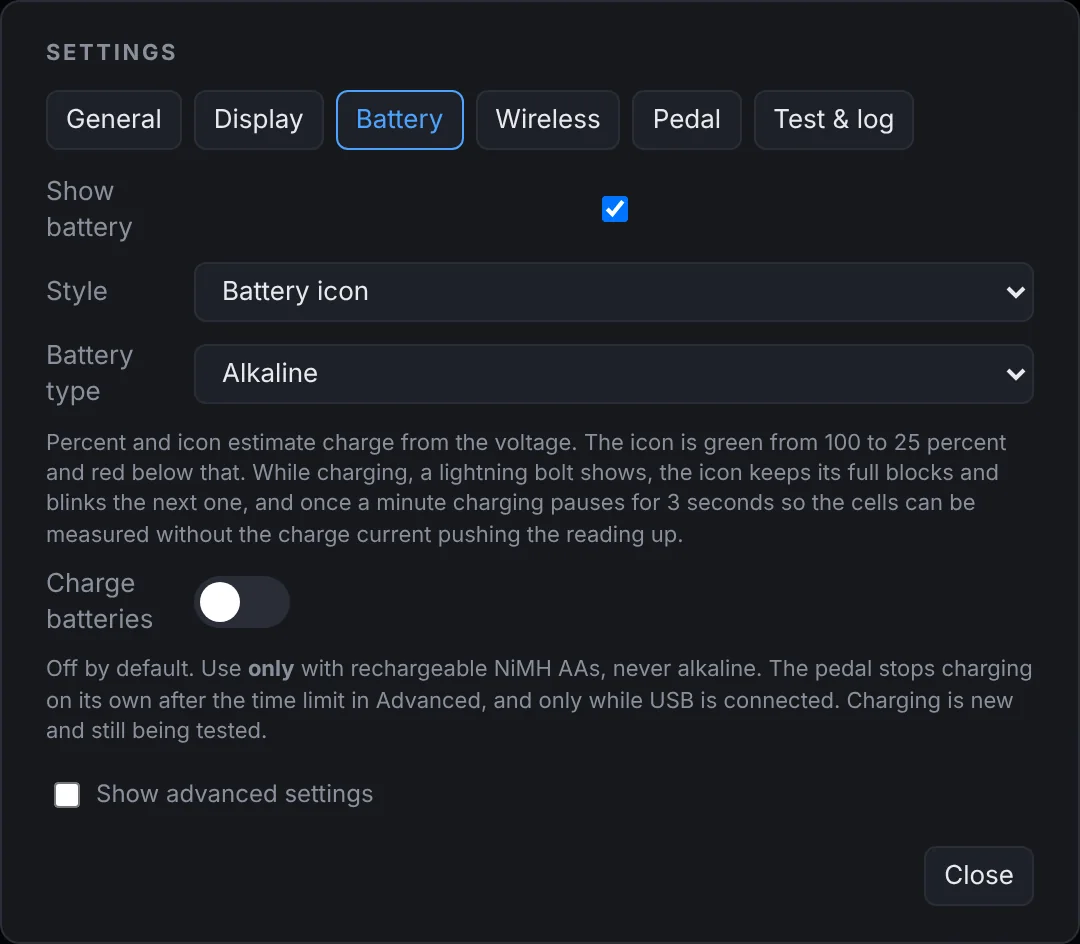 SETTINGS
General Display Battery Wireless Pedal Test & log
Show
battery
Style Battery icon
Battery
type
Alkaline
Percent and icon estimate charge from the voltage. The icon is green from 100 to 25 percent
and red below that. While charging, a lightning bolt shows, the icon keeps its full blocks and
blinks the next one, and once a minute charging pauses for 3 seconds so the cells can be
measured without the charge current pushing the reading up.
Charge
batteries
Off by default. Use only with rechargeable NiMH AAs, never alkaline. The pedal stops charging
on its own after the time limit in Advanced, and only while USB is connected. Charging is new
and still being tested.
Show advanced settings
Close